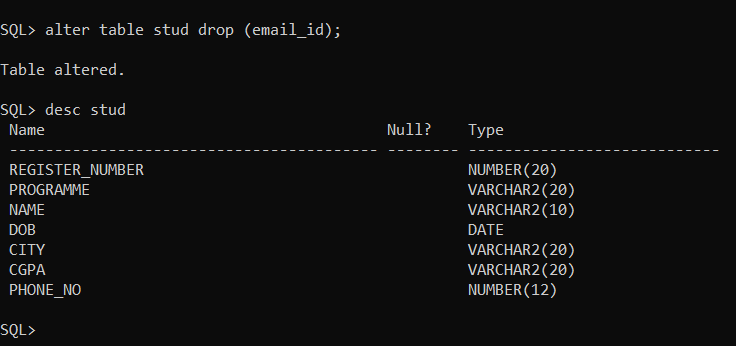 SQL> alter table stud drop (email_id);
Table altered.
SQL> desc stud
 Name                                      Null?    Type
 ----------------------------------------- -------- ----------------------------
 REGISTER_NUMBER                                    NUMBER(20)
 PROGRAMME                                          VARCHAR2(20)
 NAME                                               VARCHAR2(10)
 DOB                                                DATE
 CITY                                               VARCHAR2(20)
 CGPA                                               VARCHAR2(20)
 PHONE_NO                                           NUMBER(12)
SQL>